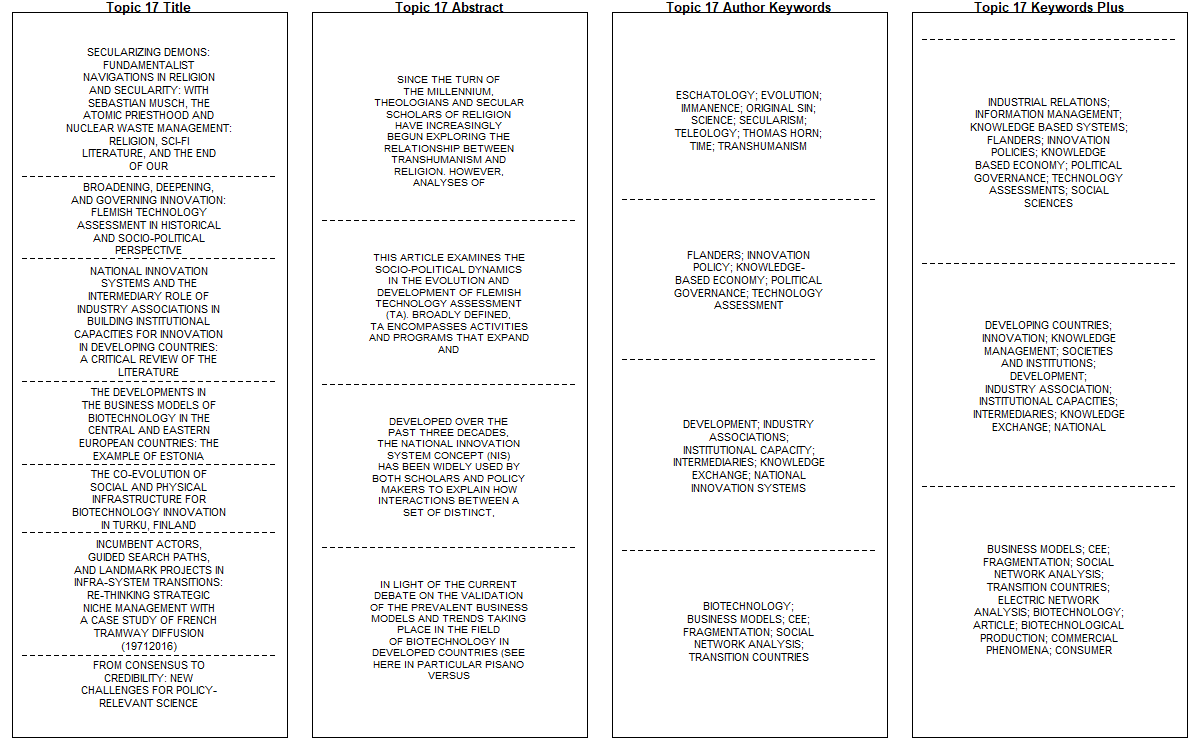 Topic 17 Title
SECULARIZING DEMONS:
FUNDAMENTALIST
NAVIGATIONS IN RELIGION
AND SECULARITY: WITH
SEBASTIAN MUSCH, THE
ATOMIC PRIESTHOOD AND
NUCLEAR WASTE MANAGEMENT:
RELIGION, SCI-FI
LITERATURE, AND THE END
OF OUR
BROADENING, DEEPENING,
AND GOVERNING INNOVATION:
FLEMISH TECHNOLOGY
ASSESSMENT IN HISTORICAL
AND SOCIO-POLITICAL
PERSPECTIVE
NATIONAL INNOVATION
SYSTEMS AND THE
INTERMEDIARY ROLE OF
INDUSTRY ASSOCIATIONS IN
BUILDING INSTITUTIONAL
CAPACITIES FOR INNOVATION
IN DEVELOPING COUNTRIES:
A CRITICAL REVIEW OF THE
LITERATURE
THE DEVELOPMENTS IN
THE BUSINESS MODELS OF
BIOTECHNOLOGY IN THE
CENTRAL AND EASTERN
EUROPEAN COUNTRIES: THE
EXAMPLE OF ESTONIA
THE CO-EVOLUTION OF
SOCIAL AND PHYSICAL
INFRASTRUCTURE FOR
BIOTECHNOLOGY INNOVATION
IN TURKU, FINLAND
INCUMBENT ACTORS,
GUIDED SEARCH PATHS,
AND LANDMARK PROJECTS IN
INFRA-SYSTEM TRANSITIONS:
RE-THINKING STRATEGIC
NICHE MANAGEMENT WITH
A CASE STUDY OF FRENCH
TRAMWAY DIFFUSION
(19712016)
FROM CONSENSUS TO
CREDIBILITY: NEW
CHALLENGES FOR POLICY-
RELEVANT SCIENCE
Topic 17 Abstract
SINCE THE TURN OF
THE MILLENNIUM,
THEOLOGIANS AND SECULAR
SCHOLARS OF RELIGION
HAVE INCREASINGLY
BEGUN EXPLORING THE
RELATIONSHIP BETWEEN
TRANSHUMANISM AND
RELIGION. HOWEVER,
ANALYSES OF
THIS ARTICLE EXAMINES THE
SOCIO-POLITICAL DYNAMICS
IN THE EVOLUTION AND
DEVELOPMENT OF FLEMISH
TECHNOLOGY ASSESSMENT
(TA). BROADLY DEFINED,
TA ENCOMPASSES ACTIVITIES
AND PROGRAMS THAT EXPAND
AND
DEVELOPED OVER THE
PAST THREE DECADES,
THE NATIONAL INNOVATION
SYSTEM CONCEPT (NIS)
HAS BEEN WIDELY USED BY
BOTH SCHOLARS AND POLICY
MAKERS TO EXPLAIN HOW
INTERACTIONS BETWEEN A
SET OF DISTINCT,
IN LIGHT OF THE CURRENT
DEBATE ON THE VALIDATION
OF THE PREVALENT BUSINESS
MODELS AND TRENDS TAKING
PLACE IN THE FIELD
OF BIOTECHNOLOGY IN
DEVELOPED COUNTRIES (SEE
HERE IN PARTICULAR PISANO
VERSUS
Topic 17 Author Keywords
ESCHATOLOGY; EVOLUTION;
IMMANENCE; ORIGINAL SIN;
SCIENCE; SECULARISM;
TELEOLOGY; THOMAS HORN;
TIME; TRANSHUMANISM
FLANDERS; INNOVATION
POLICY; KNOWLEDGE-
BASED ECONOMY; POLITICAL
GOVERNANCE; TECHNOLOGY
ASSESSMENT
DEVELOPMENT; INDUSTRY
ASSOCIATIONS;
INSTITUTIONAL CAPACITY;
INTERMEDIARIES; KNOWLEDGE
EXCHANGE; NATIONAL
INNOVATION SYSTEMS
BIOTECHNOLOGY;
BUSINESS MODELS; CEE;
FRAGMENTATION; SOCIAL
NETWORK ANALYSIS;
TRANSITION COUNTRIES
Topic 17 Keywords Plus
INDUSTRIAL RELATIONS;
INFORMATION MANAGEMENT;
KNOWLEDGE BASED SYSTEMS;
FLANDERS; INNOVATION
POLICIES; KNOWLEDGE
BASED ECONOMY; POLITICAL
GOVERNANCE; TECHNOLOGY
ASSESSMENTS; SOCIAL
SCIENCES
DEVELOPING COUNTRIES;
INNOVATION; KNOWLEDGE
MANAGEMENT; SOCIETIES
AND INSTITUTIONS;
DEVELOPMENT;
INDUSTRY ASSOCIATION;
INSTITUTIONAL CAPACITIES;
INTERMEDIARIES; KNOWLEDGE
EXCHANGE; NATIONAL
BUSINESS MODELS; CEE;
FRAGMENTATION; SOCIAL
NETWORK ANALYSIS;
TRANSITION COUNTRIES;
ELECTRIC NETWORK
ANALYSIS; BIOTECHNOLOGY;
ARTICLE; BIOTECHNOLOGICAL
PRODUCTION; COMMERCIAL
PHENOMENA; CONSUMER